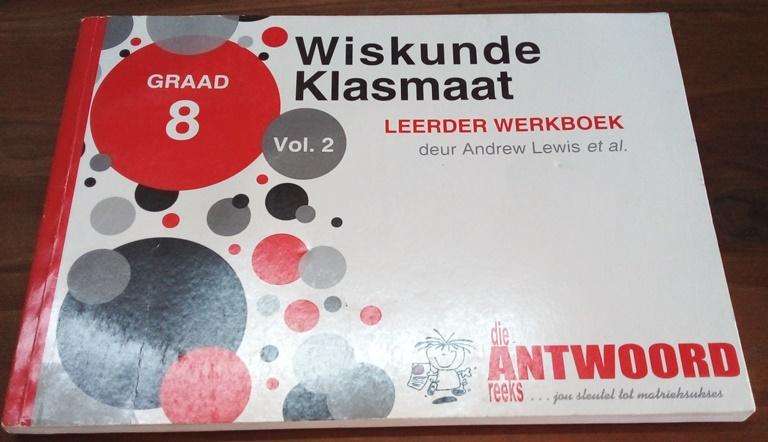 GRAAD
8
Vol. 2
Wiskunde
Klasmaat
LEERDER WERKBOEK
deur Andrew Lewis et al.
die
ANTWOORD
reeks ... jou sleutel tot matrieksukses